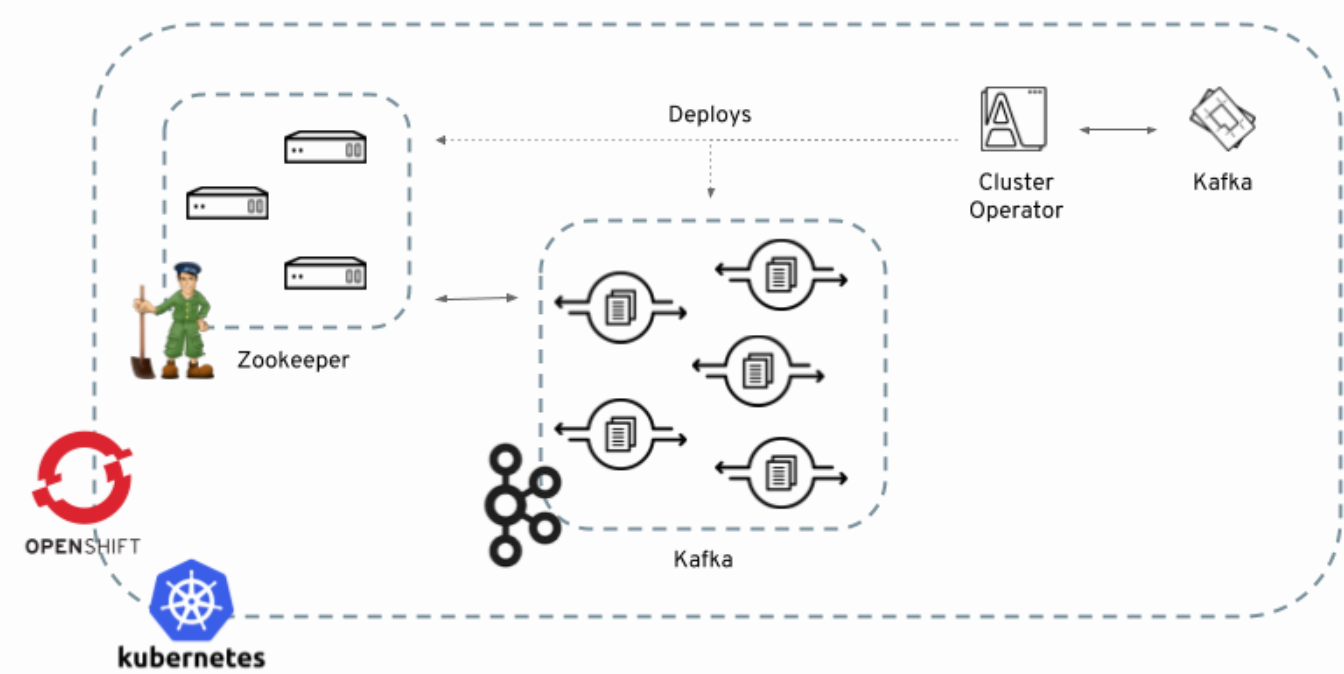 Deploys
Cluster
Operator
Kafka
Zookeeper
OPENSHIFT
Kafka
kubernetes